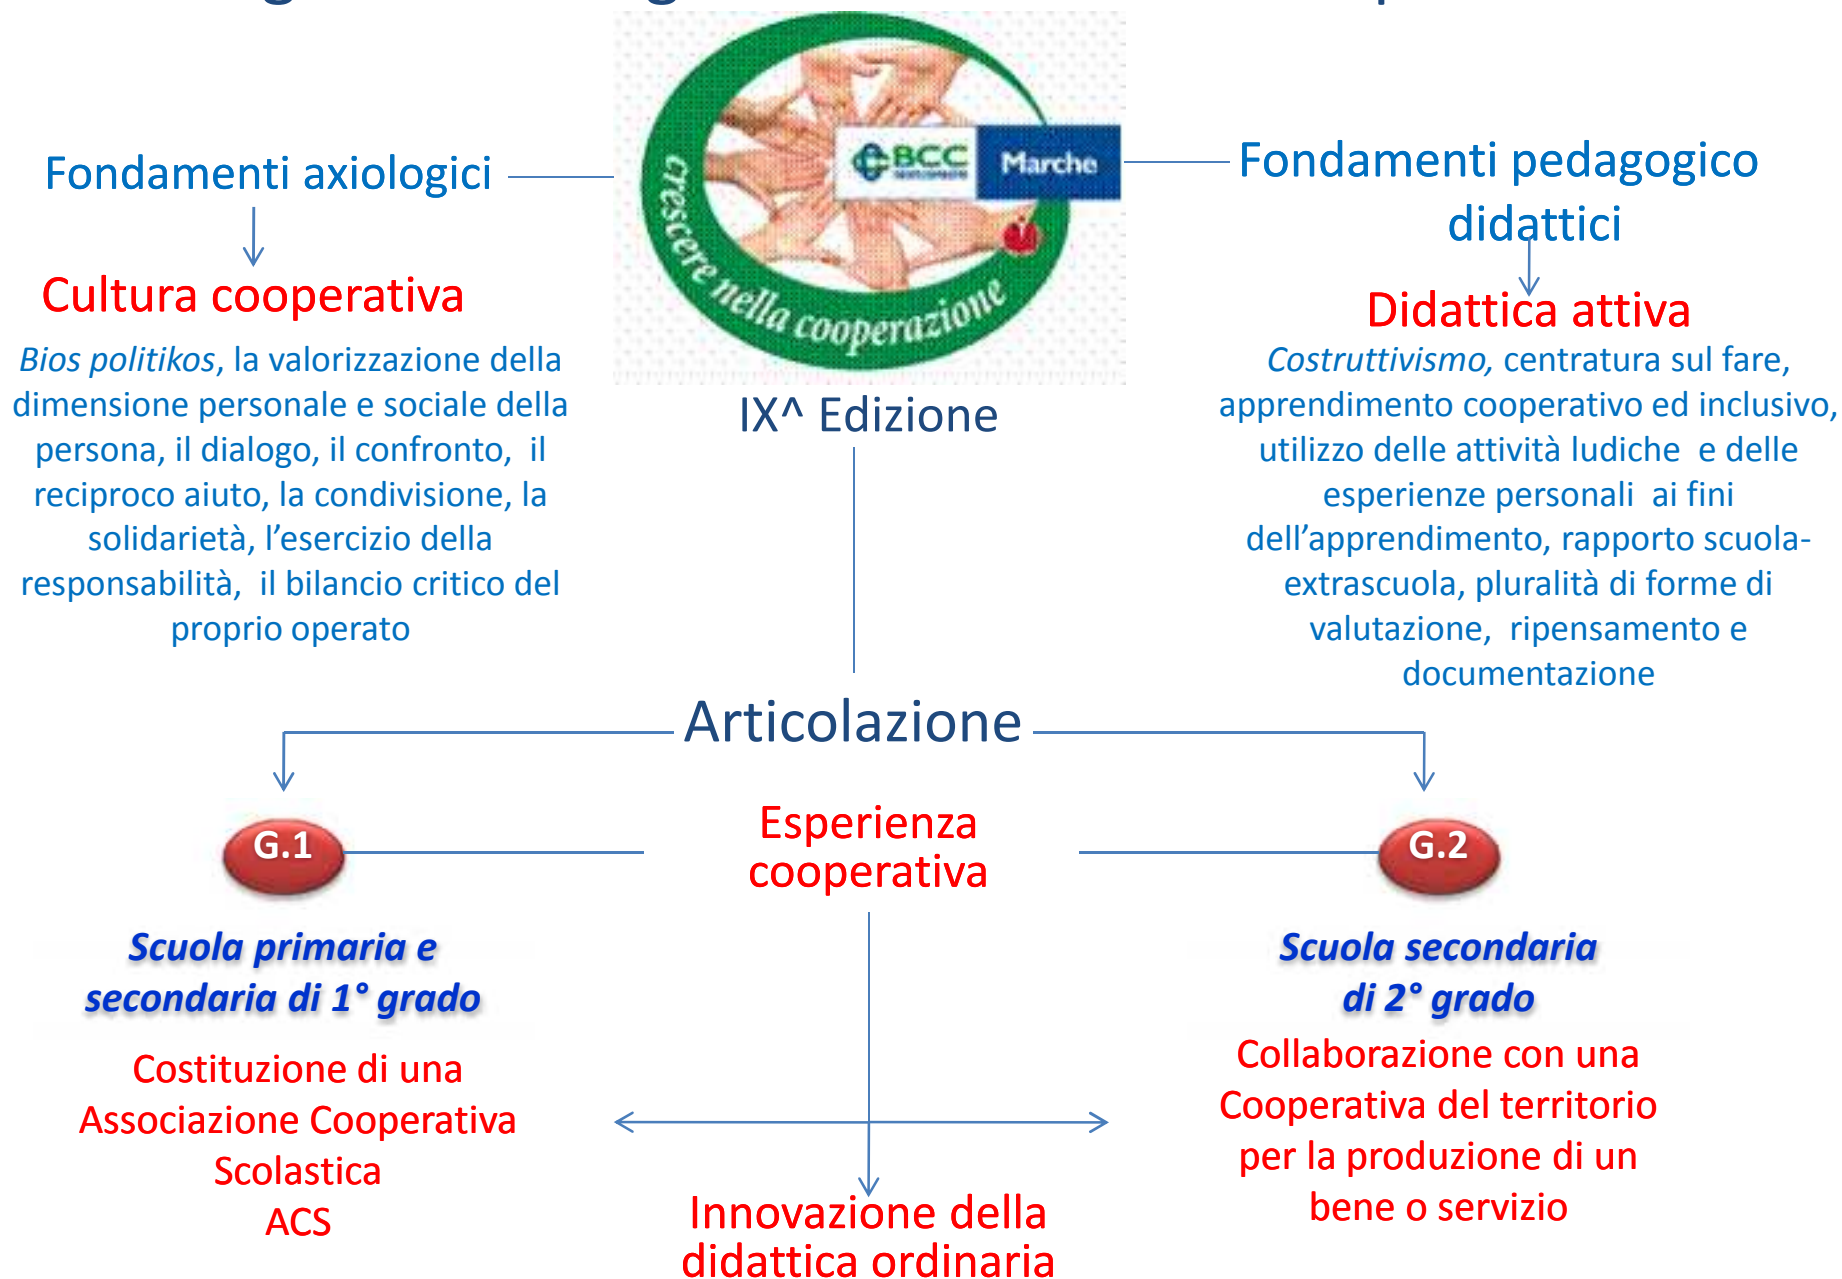 BCC
Marche
crescere nella cooperazione
Fondamenti axiologici
Fondamenti pedagogico
didattici
Cultura cooperativa
Bios politikos, la valorizzazione della
dimensione personale e sociale della
persona, il dialogo, il confronto, il
reciproco aiuto, la condivisione, la
solidarietà, l'esercizio della
responsabilità, il bilancio critico del
proprio operato
Didattica attiva
Costruttivismo, centratura sul fare,
apprendimento cooperativo ed inclusivo,
utilizzo delle attività ludiche e delle
esperienze personali ai fini
dell'apprendimento, rapporto scuola-
extrascuola, pluralità di forme di
valutazione, ripensamento e
documentazione
IX^ Edizione
Articolazione
G.1
Esperienza
cooperativa
G.2
Scuola primaria e
secondaria di 1° grado
Costituzione di una
Associazione Cooperativa
Scolastica
ACS
Scuola secondaria
di 2° grado
Collaborazione con una
Cooperativa del territorio
per la produzione di un
bene o servizio
Innovazione della
didattica ordinaria